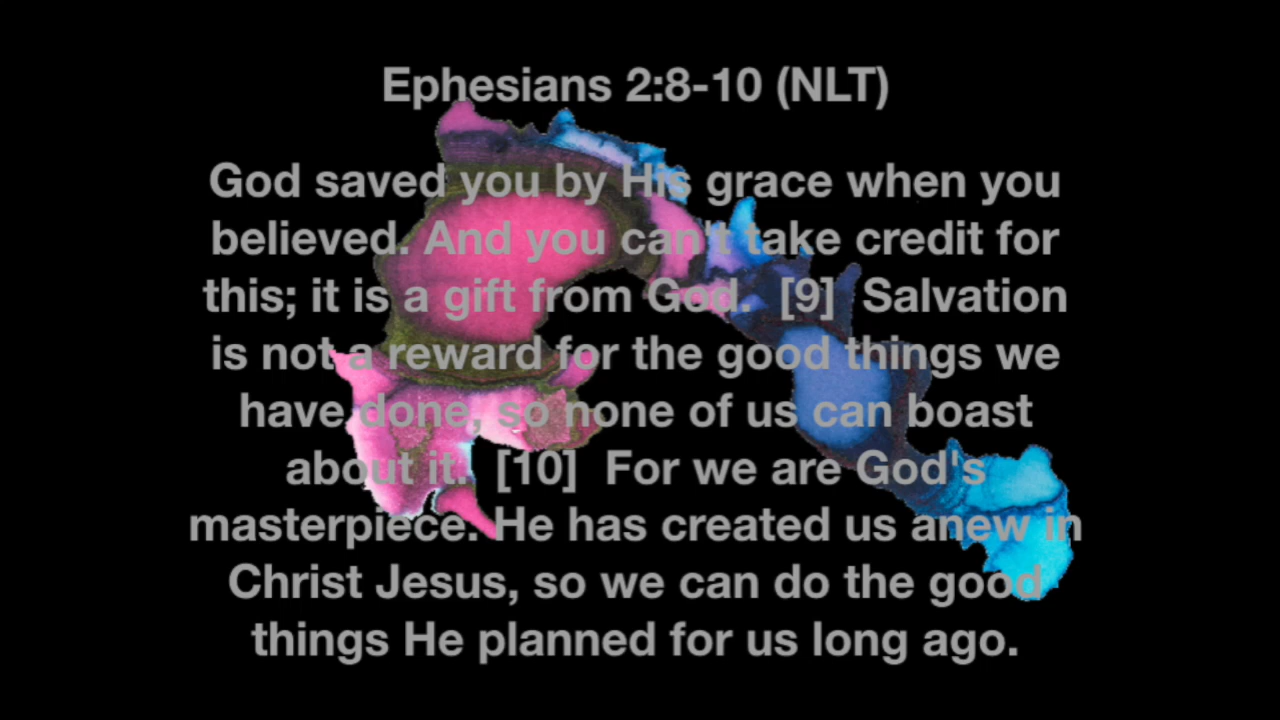 Ephesians 2:8-10 (NLT)
God saved you by His grace when you
believed. And you can't take credit for
this; it is a gift from God.  [9]  Salvation
is not a reward for the good things we
have done, so none of us can boast
about it.  [10]  For we are God's
masterpiece. He has created us anew in
Christ Jesus, so we can do the good
things He planned for us long ago.